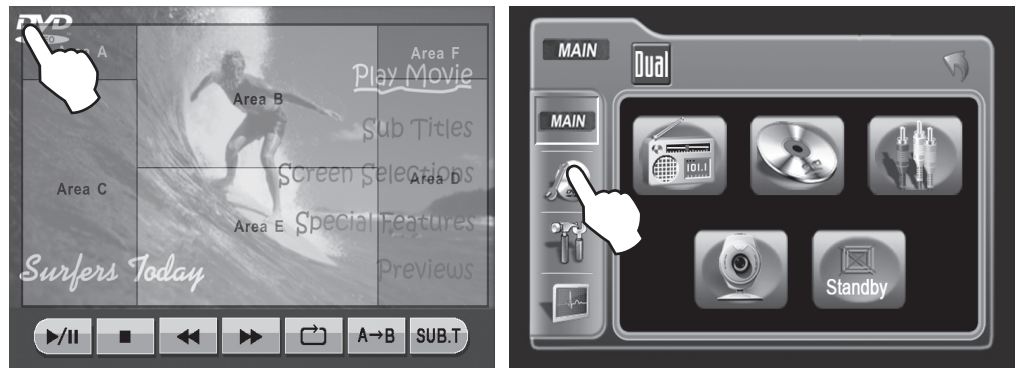 DVD
Area A
Area F
Play Movie
Area B
Sub Titles
Screen Selections
Area C
Area D
Area E
Special Features
Surfers Today
Previews
A→B
SUB.T
MAIN
Dual
MAIN
101.1
Standby